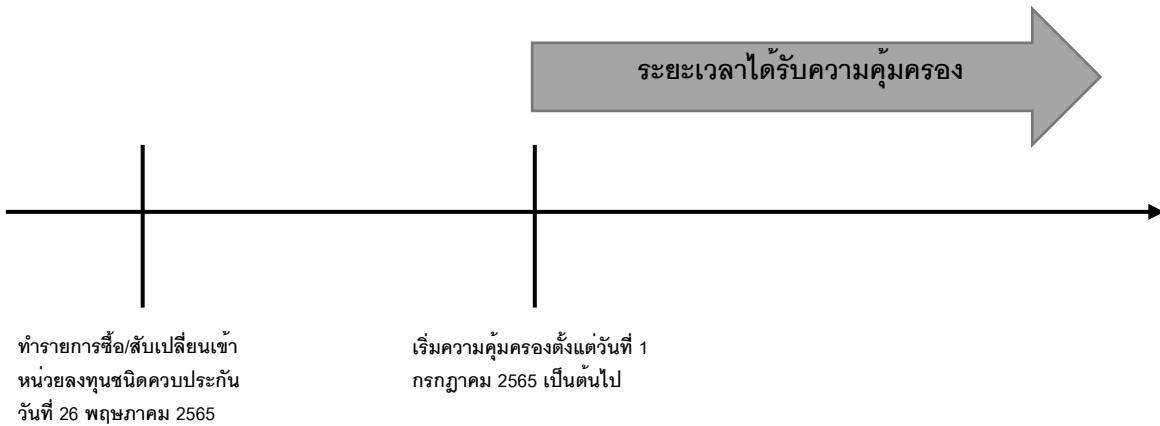 ระยะเวลาได้รับความคุ้มครอง
ทำรายการซื้อ/สับเปลี่ยนเข้า
หน่วยลงทุนชนิดควบประกัน
วันที่ 26 พฤษภาคม 2565
เริ่มความคุ้มครองตั้งแต่วันที่ 1
กรกฎาคม 2565 เป็นต้นไป